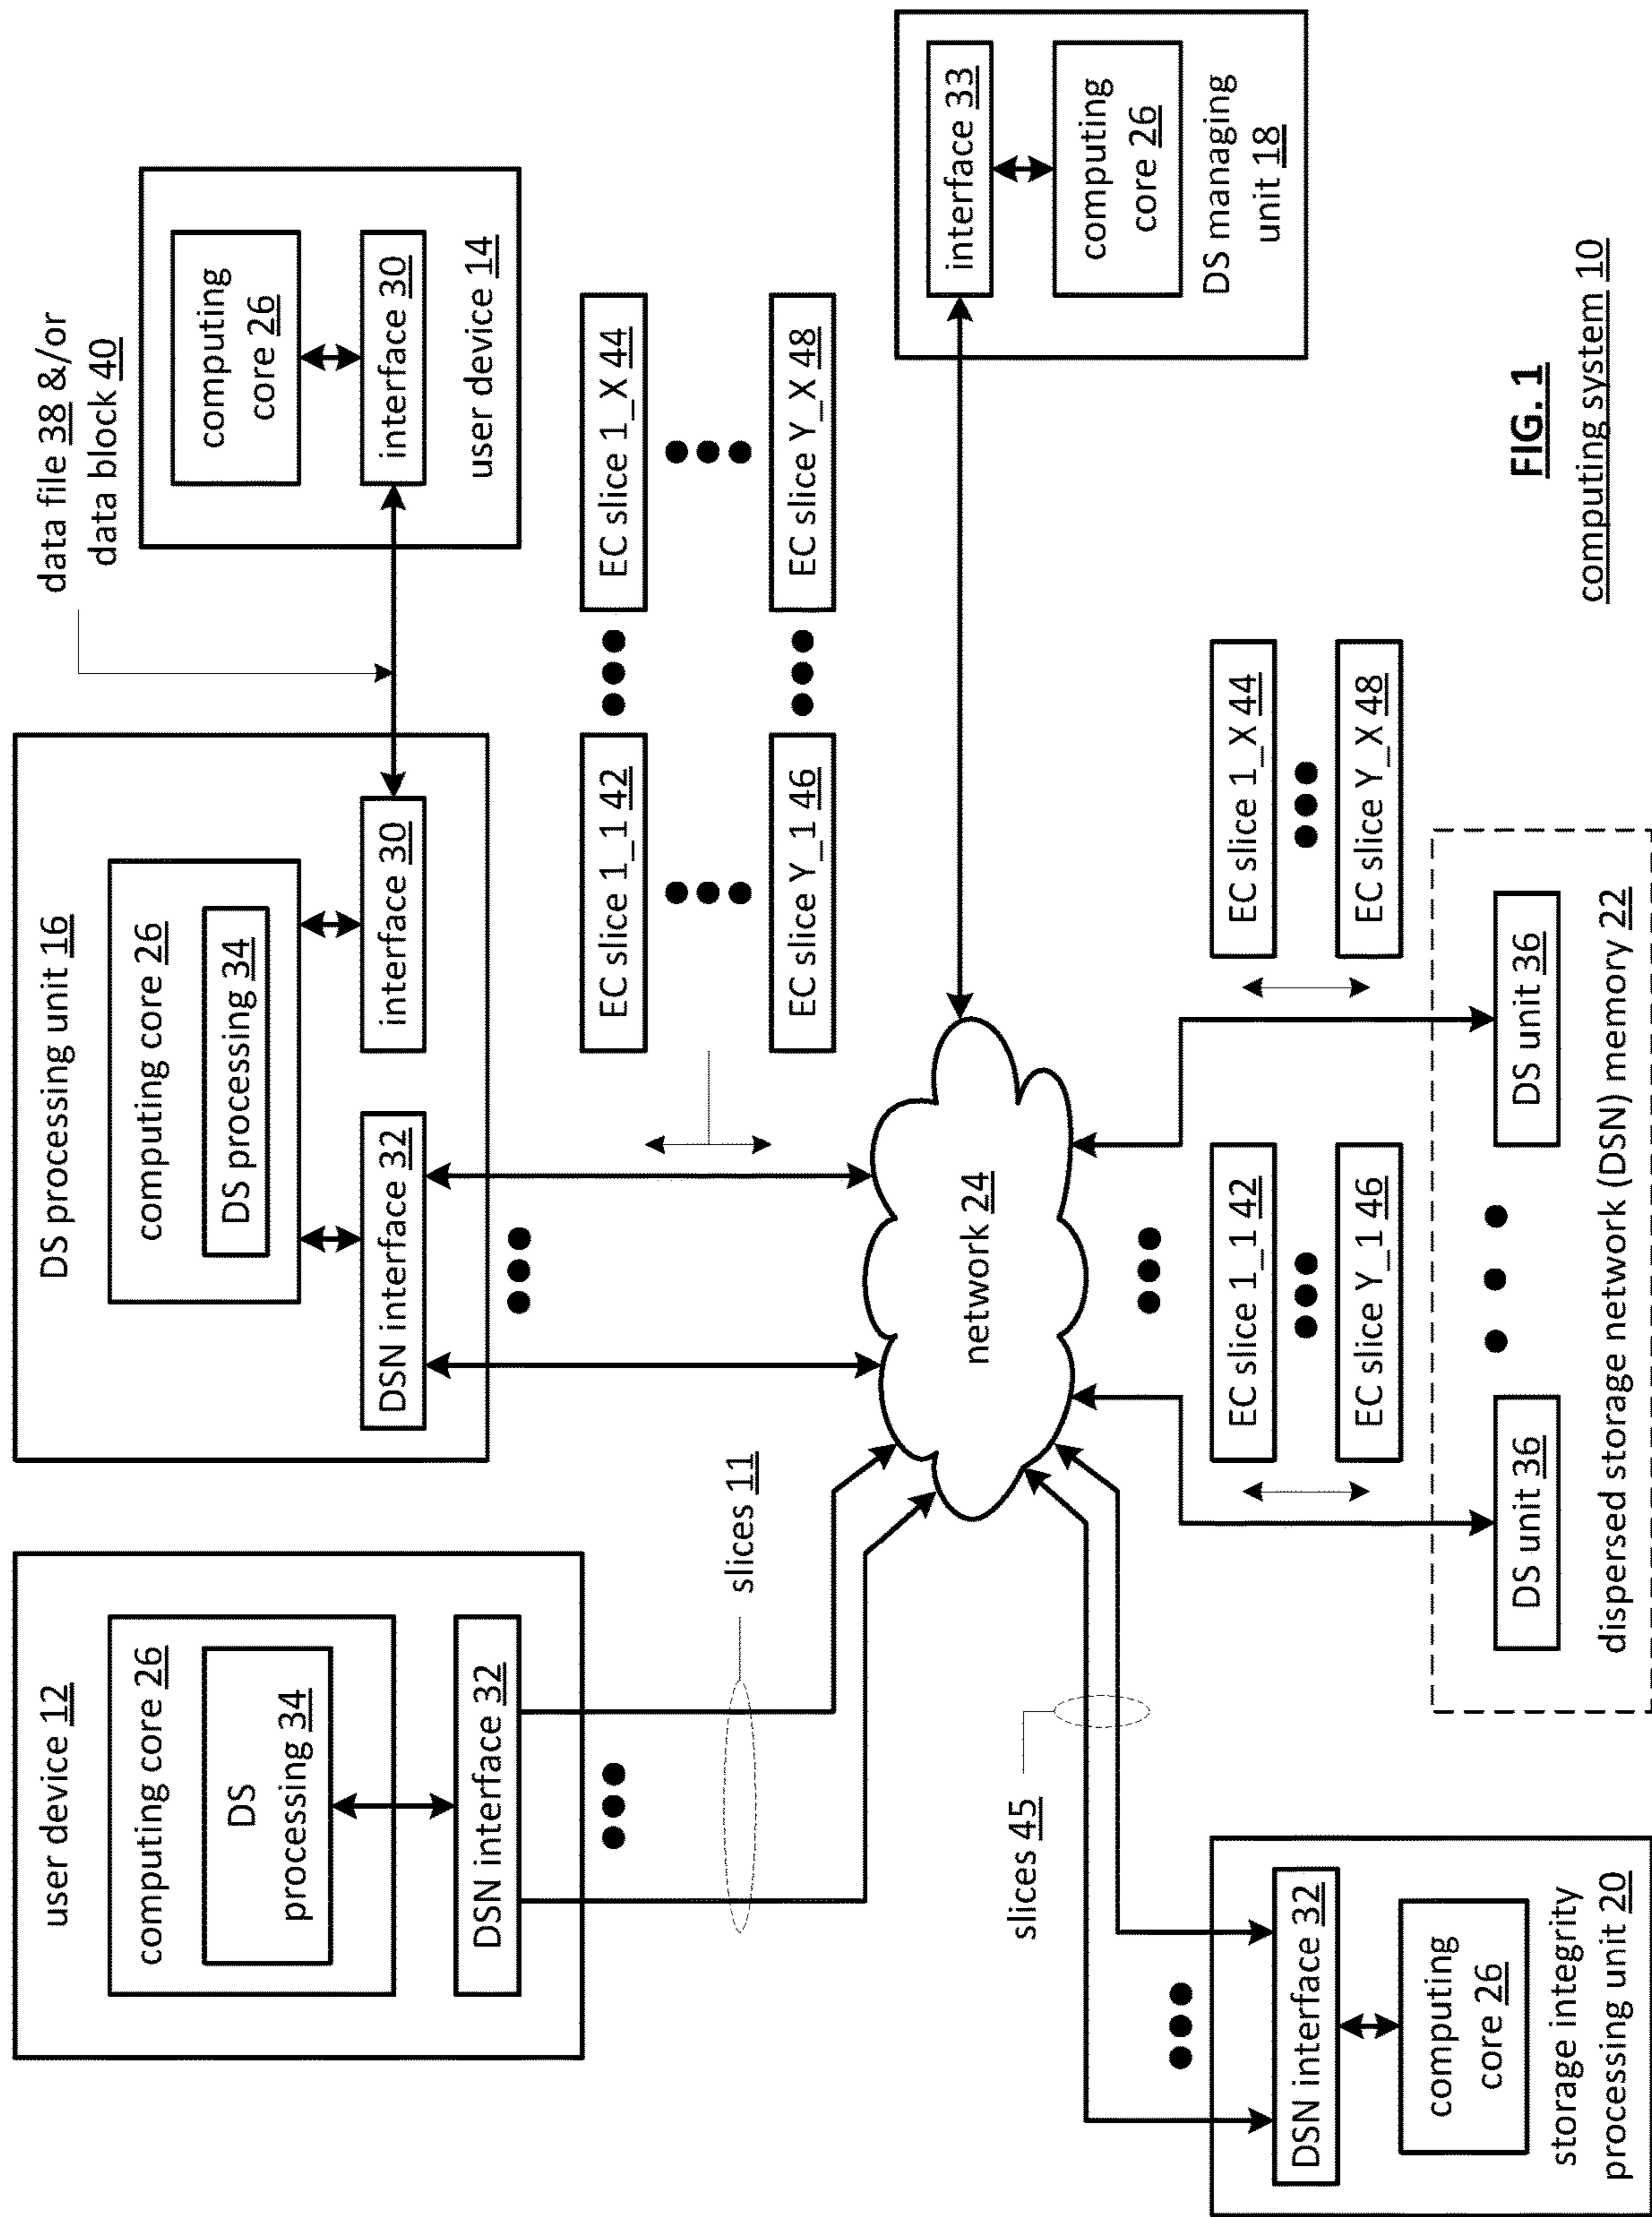 user device 12
computing core 26
DS
processing 34
DSN interface 32
slices 11
DS processing unit 16
computing core 26
DS processing 34
DSN interface 32
interface 30
data file 38 &/or
data block 40
computing
core 26
interface 30
user device 14
EC slice 1_1 42
EC slice 1_X 44
EC slice Y_1 46
EC slice Y_X 48
network 24
interface 33
computing
core 26
DS managing
unit 18
slices 45
DSN interface 32
computing
core 26
storage integrity
processing unit 20
EC slice 1_1 42
EC slice Y_1 46
EC slice 1_X 44
EC slice Y_X 48
DS unit 36
DS unit 36
dispersed storage network (DSN) memory 22
FIG. 1
computing system 10